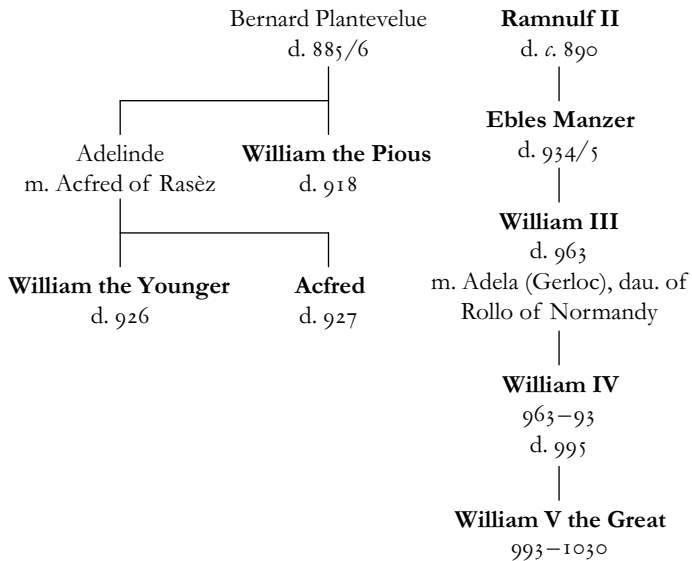 Bernard Plantevelue
d. 885/6
Ramnulf II
d. c. 890
Adelinde
m. Acfred of Rasèz
William the Pious
d. 918
Ebles Manzer
d. 934/5
William the Younger
d. 926
Acfred
d. 927
William III
d. 963
m. Adela (Gerloc), dau. of
Rollo of Normandy
William IV
963–93
d. 995
William V the Great
993–1030